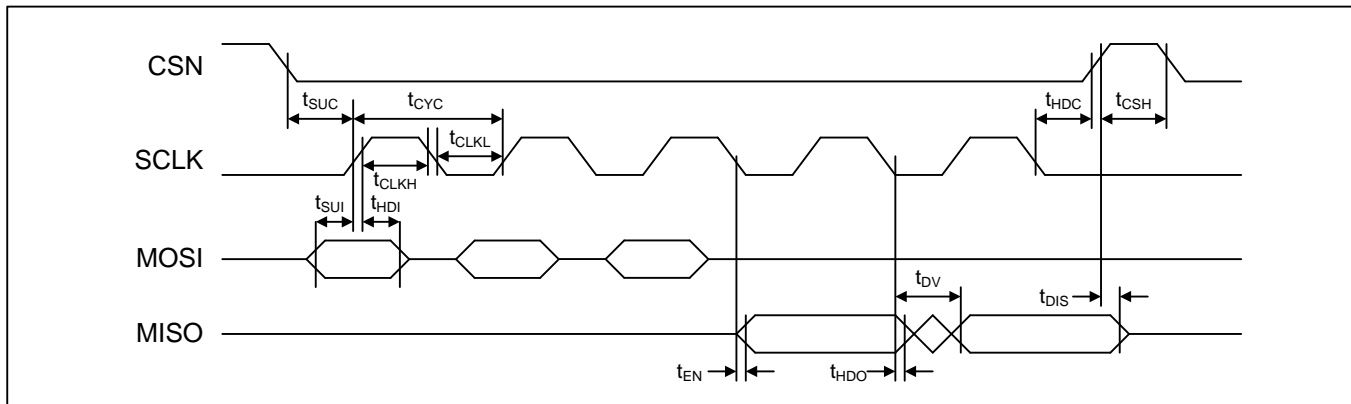 CSN
tSUC
tCYC
tHDC
tCSH
SCLK
tCLKL
tCLKH
tSUI
tHDI
MOSI
tDV
tDIS
MISO
tEN
tHDO